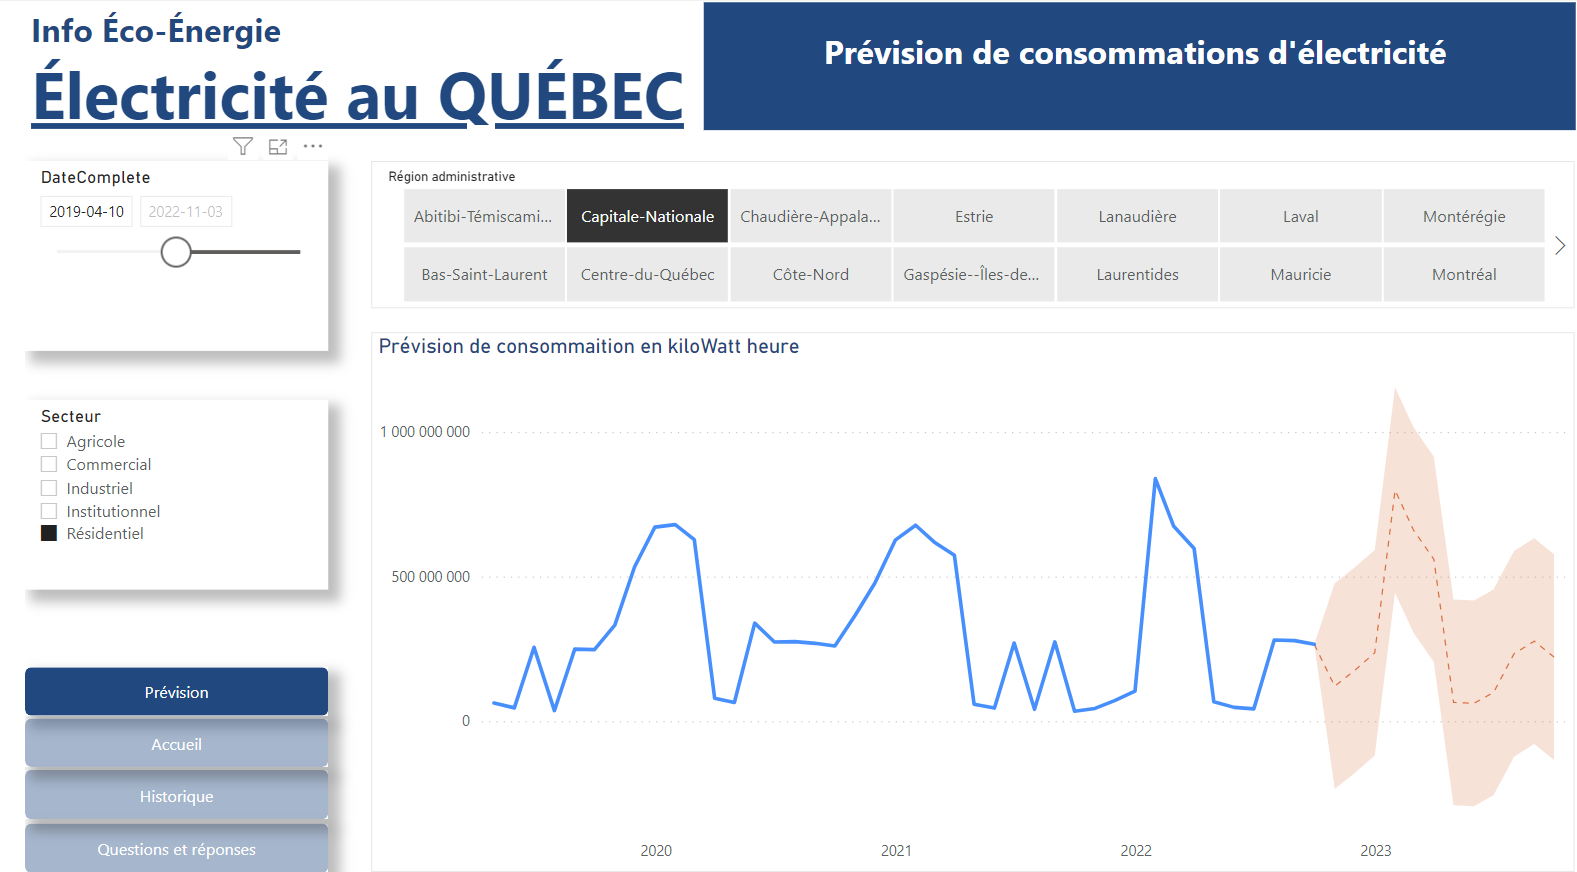 Info Éco-Énergie
Électricité au QUÉBEC
Prévision de consommations d'électricité
DateComplete
2019-04-10 2022-11-03
Région administrative
Abitibi-Témiscami... Capitale-Nationale Chaudière-Appala... Estrie Lanaudière Laval Montérégie
Bas-Saint-Laurent Centre-du-Québec Côte-Nord Gaspésie--Îles-de... Laurentides Mauricie Montréal
Secteur
Agricole
Commercial
Industriel
Institutionnel
Résidentiel
Prévision
Accueil
Historique
Questions et réponses
Prévision de consommaition en kiloWatt heure
1 000 000 000
500 000 000
0
2020 2021 2022 2023